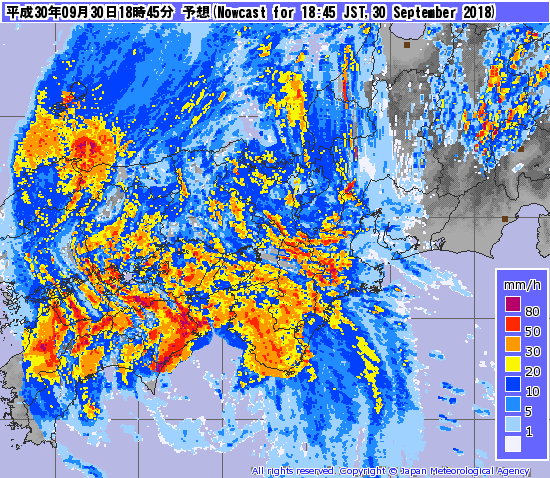 平成30年09月30日18時45分 予想(Nowcast for 18:45 JST,30 September 2018)
mm/h
80
50
30
20
10
5
1
All rights reserved. Copyright © Japan Meteorological Agency